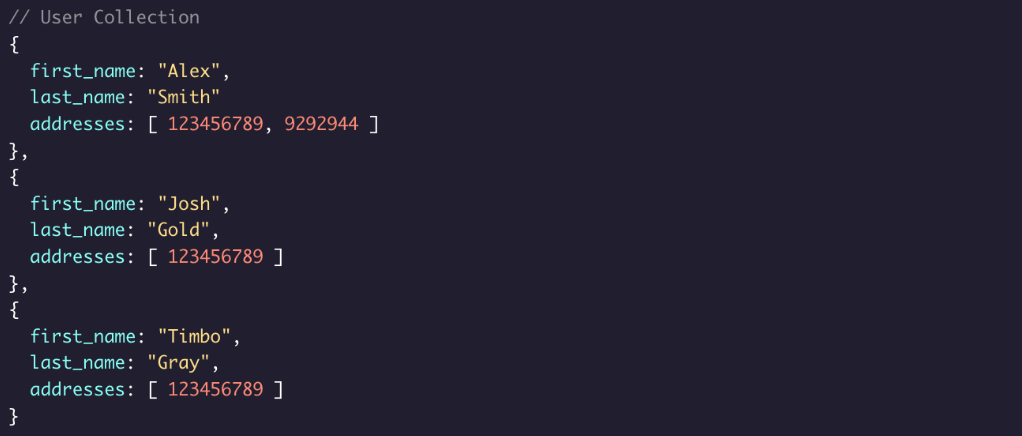 // User Collection
{
  first_name: "Alex",
  last_name: "Smith"
  addresses: [ 123456789, 9292944 ]
},
{
  first_name: "Josh",
  last_name: "Gold",
  addresses: [ 123456789 ]
},
{
  first_name: "Timbo",
  last_name: "Gray",
  addresses: [ 123456789 ]
}